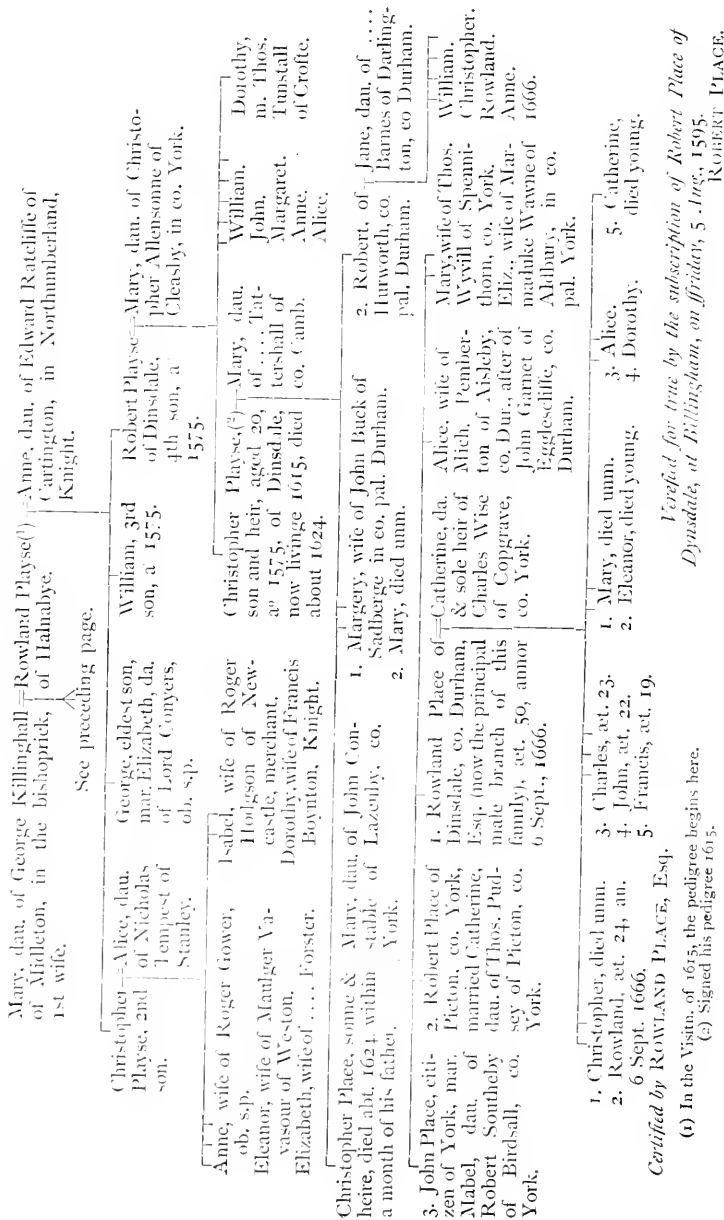 Mary, dau. of George Killinghall=Rowland Playse(¹)=Anne, dau. of Edward Ratcliffe of
of Midleton, in the bishoprick, of Halnabye. Cartington, in Northumberland,
1st wife. Knight.
See preceding page.
Christopher=Alice, dau.
Playse, 2nd of Nicholas
son. Tempest of
Stanley.
George, eldest son,
mar. Elizabeth, da.
of Lord Conyers,
ob. s.p.
William, 3rd
son, aº 1575.
Robert Playse=Mary, dau. of Christo-
of Dinsdale, pher Allensonne of
4th son, aº Cleasby, in co. York.
1575.
Anne, wife of Roger Gower,
ob. s.p.
Eleanor, wife of Maulger Va-
vasour of Weston.
Elizabeth, wife of .... Forster.
Isabel, wife of Roger
Hodgson of New-
castle, merchant.
Dorothy, wife of Francis
Boynton, Knight.
Christopher Playse,(²)=Mary, dau.
son and heir, aged 20, of .... Tat-
aº 1575, of Dinsdale, tershall of
now livinge 1615, died co. Camb.
about 1624.
William.
John.
Margaret.
Anne.
Alice.
Dorothy,
m. Thos.
Tunstall
of Crofte.
Christopher Place, sonne &
heire, died abt. 1624, within
a month of his father.
Mary, dau. of John Con-
stable of Lazenby, co.
York.
1. Margery, wife of John Buck of
Sadberge in co. pal. Durham.
2. Mary, died unm.
2. Robert, of=Jane, dau. of ....
Hurworth, co. Barnes of Darling-
pal. Durham. ton, co Durham.
3. John Place, citi-
zen of York, mar.
Mabel, dau. of
Robert Southeby
of Birdsall, co.
York.
2. Robert Place of
Picton, co. York,
married Catherine,
dau. of Thos. Pud-
sey of Picton, co.
York.
1. Rowland Place of=Catherine, da.
Dinsdale, co. Durham, & sole heir of
Esq. (now the principal Charles Wise
male branch of this of Copgrave,
family), æt. 50, annor co. York.
6 Sept., 1666.
Alice, wife of
Mich. Pember-
ton of Aisleby,
co. Dur., after of
John Garnet of
Egglescliffe, co.
Durham.
Mary, wife of Thos.
Wyvill of Spenni-
thorn, co. York.
Eliz., wife of Mar-
maduke Wawne of
Aldbury, in co.
pal. York.
William.
Christopher.
Rowland.
Anne.
1666.
1. Christopher, died unm.
2. Rowland, æt. 24, an.
6 Sept. 1666.
3. Charles, æt. 23.
4. John, æt. 22.
5. Francis, æt. 19.
1. Mary, died unm.
2. Eleanor, died young.
3. Alice.
4. Dorothy.
5. Catherine,
died young.
Certified by ROWLAND PLACE, Esq.
Verefied for true by the subscription of Robert Place of
Dynsdale, at Billingham, on ffriday, 5 Aug., 1595.
ROBERT PLACE.
(1) In the Visitn. of 1615, the pedigree begins here.
(2) Signed his pedigree 1615.